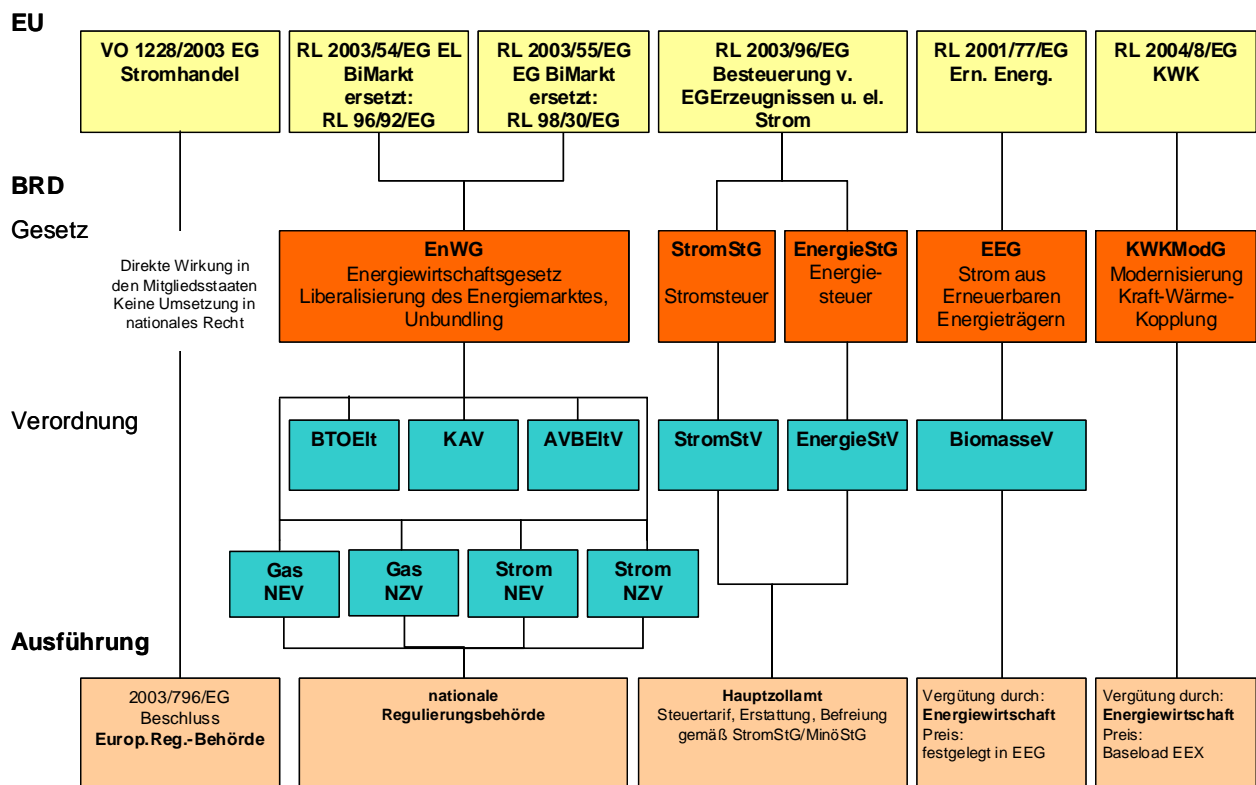 EU
VO 1228/2003 EG
Stromhandel
RL 2003/54/EG EL
BiMarkt
ersetzt:
RL 96/92/EG
RL 2003/55/EG
EG BiMarkt
ersetzt:
RL 98/30/EG
RL 2003/96/EG
Besteuerung v.
EGErzeugnissen u. el.
Strom
RL 2001/77/EG
Ern. Energ.
RL 2004/8/EG
KWK
BRD
Gesetz
Direkte Wirkung in
den Mitgliedsstaaten
Keine Umsetzung in
nationales Recht
EnWG
Energiewirtschaftsgesetz
Liberalisierung des Energiemarktes,
Unbundling
StromStG
Stromsteuer
EnergieStG
Energie-
steuer
EEG
Strom aus
Erneuerbaren
Energieträgern
KWKModG
Modernisierung
Kraft-Wärme-
Kopplung
Verordnung
BTOElt
KAV
AVBEltV
StromStV
EnergieStV
BiomasseV
Gas
NEV
Gas
NZV
Strom
NEV
Strom
NZV
Ausführung
2003/796/EG
Beschluss
Europ.Reg.-Behörde
nationale
Regulierungsbehörde
Hauptzollamt
Steuertarif, Erstattung, Befreiung
gemäß StromStG/MinöStG
Vergütung durch:
Energiewirtschaft
Preis:
festgelegt in EEG
Vergütung durch:
Energiewirtschaft
Preis:
Baseload EEX